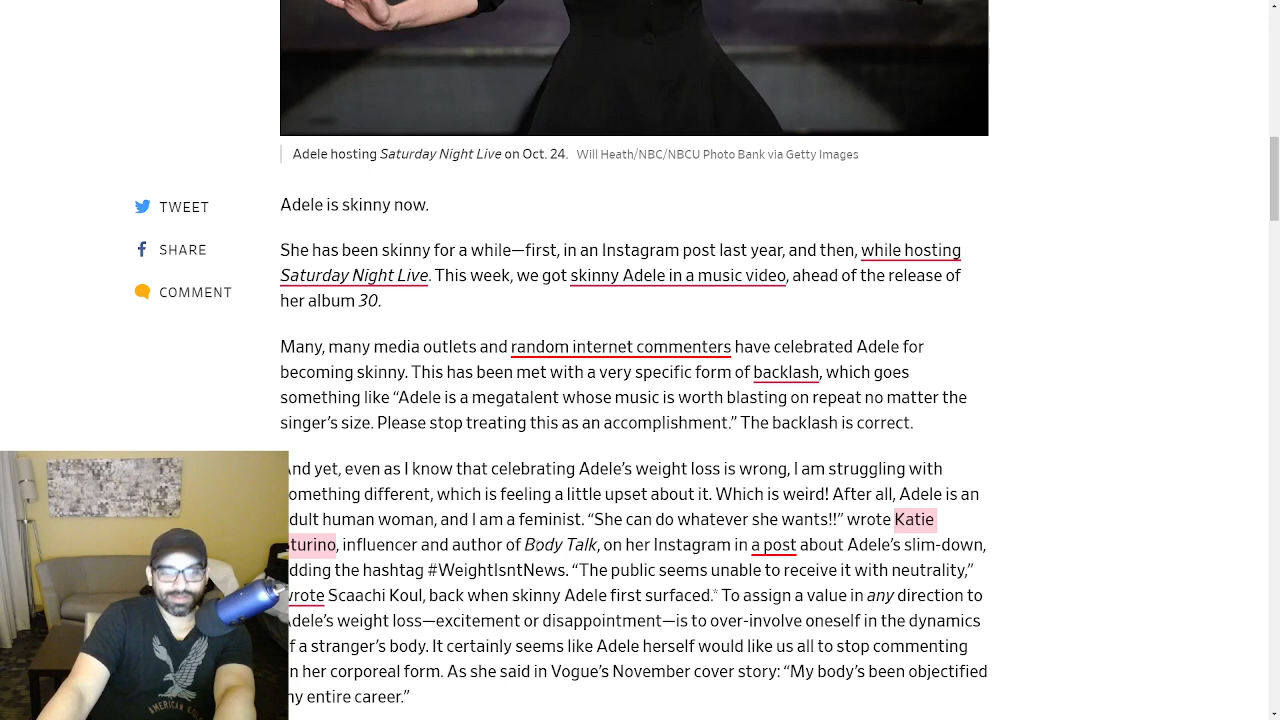 Adele hosting Saturday Night Live on Oct. 24. Will Heath/NBC/NBCU Photo Bank via Getty Images
TWEET
SHARE
COMMENT
Adele is skinny now.
She has been skinny for a while—first, in an Instagram post last year, and then, while hosting
Saturday Night Live. This week, we got skinny Adele in a music video, ahead of the release of
her album 30.
Many, many media outlets and random internet commenters have celebrated Adele for
becoming skinny. This has been met with a very specific form of backlash, which goes
something like “Adele is a megatalent whose music is worth blasting on repeat no matter the
singer’s size. Please stop treating this as an accomplishment.” The backlash is correct.
And yet, even as I know that celebrating Adele’s weight loss is wrong, I am struggling with
something different, which is feeling a little upset about it. Which is weird! After all, Adele is an
adult human woman, and I am a feminist. “She can do whatever she wants!!” wrote Katie
turino, influencer and author of Body Talk, on her Instagram in a post about Adele’s slim-down,
adding the hashtag #WeightIsntNews. “The public seems unable to receive it with neutrality,”
wrote Scaachi Koul, back when skinny Adele first surfaced.* To assign a value in any direction to
Adele’s weight loss—excitement or disappointment—is to over-involve oneself in the dynamics
of a stranger’s body. It certainly seems like Adele herself would like us all to stop commenting
on her corporeal form. As she said in Vogue’s November cover story: “My body’s been objectified
my entire career.”
AMERICAN